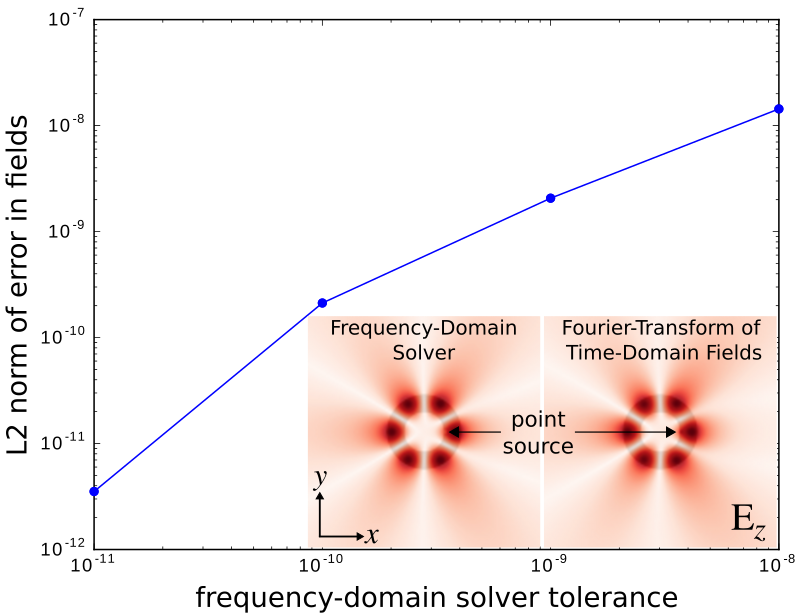 10⁻⁷
10⁻⁸
10⁻⁹
10⁻¹⁰
10⁻¹¹
10⁻¹²
L2 norm of error in fields
Frequency-Domain
Solver
Fourier-Transform of
Time-Domain Fields
point
source
y
x
E_z
10⁻¹¹
10⁻¹⁰
10⁻⁹
10⁻⁸
frequency-domain solver tolerance